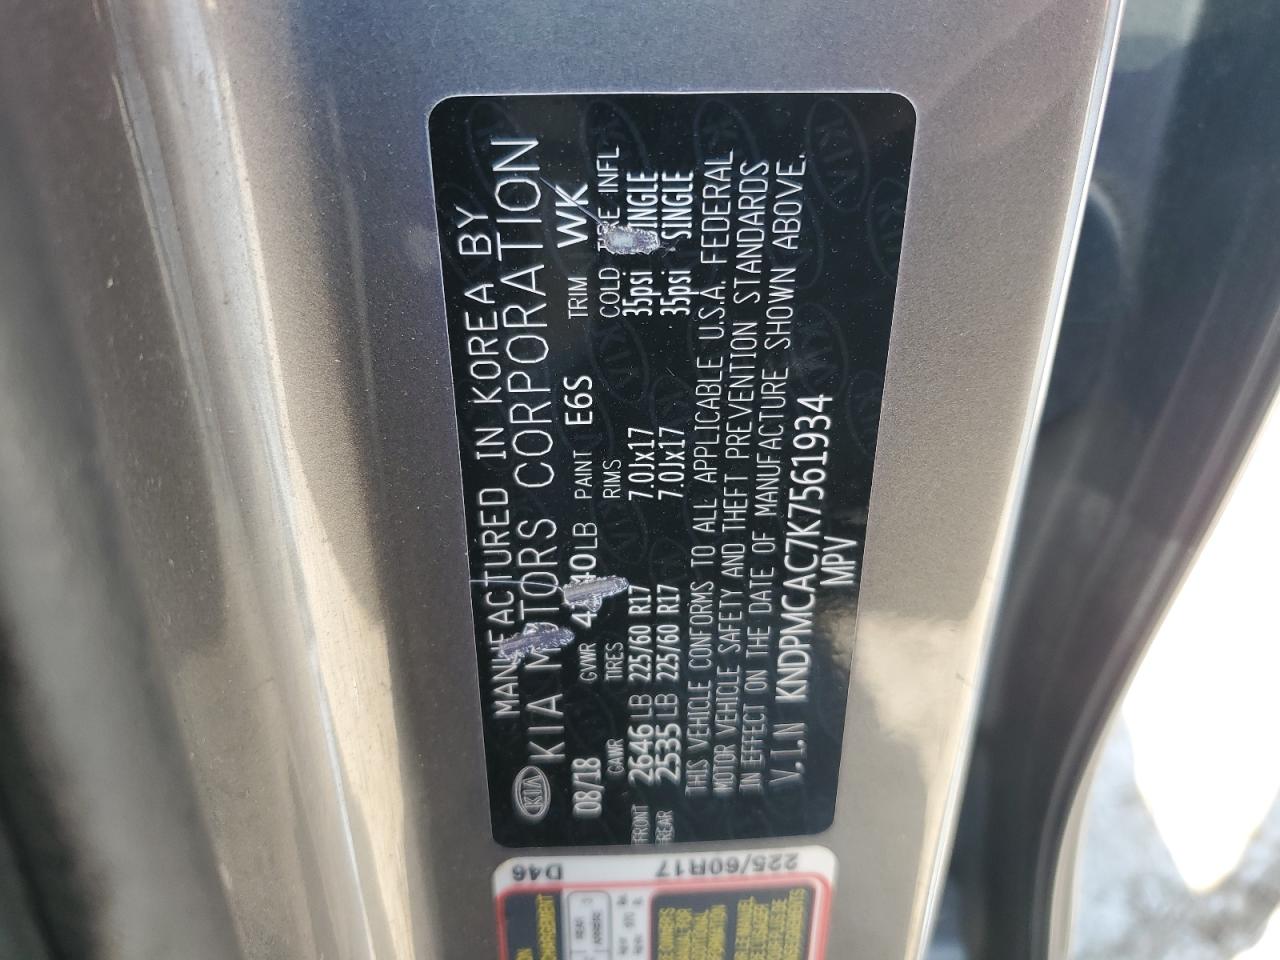 MANUFACTURED IN KOREA BY
KIA KIA MOTORS CORPORATION
08/18 GVWR LB PAINT E6S TRIM WK
GAWR TIRES RIMS COLD TIRE INFL
FRONT 2646 LB 225/60 R17 7.0Jx17 35psi SINGLE
REAR 2535 LB 225/60 R17 7.0Jx17 35psi SINGLE
THIS VEHICLE CONFORMS TO ALL APPLICABLE U.S.A. FEDERAL
MOTOR VEHICLE SAFETY AND THEFT PREVENTION STANDARDS
IN EFFECT ON THE DATE OF MANUFACTURE SHOWN ABOVE.
V.I.N KNDPMCAC7K7561934
MPV
D46
225/60R17